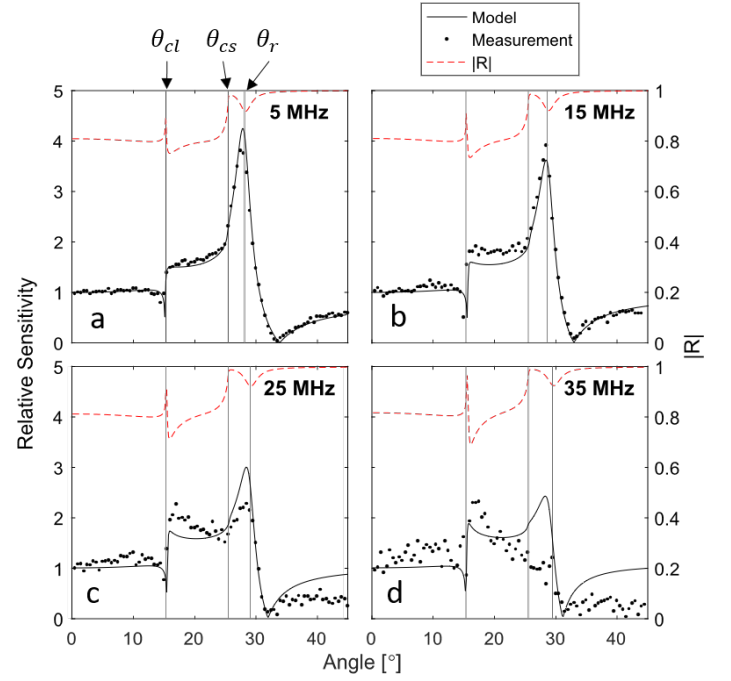 Model
Measurement
|R|
θcl θcs θr
5 MHz
15 MHz
5
4
3
2
1
0
a
b
1
0.8
0.6
0.4
0.2
0
25 MHz
35 MHz
5
4
3
2
1
0
c
d
1
0.8
0.6
0.4
0.2
0
0 10 20 30 40
0 10 20 30 40
Relative Sensitivity
|R|
Angle [°]